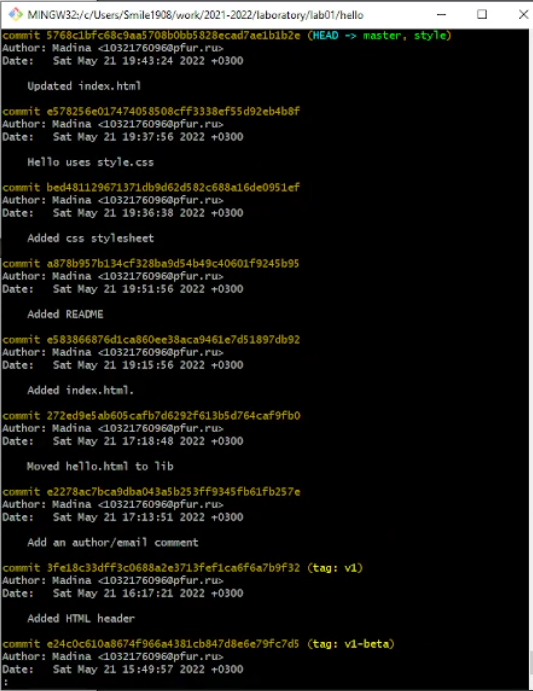 MINGW32:/c/Users/Smile1908/work/2021-2022/laboratory/lab01/hello
commit 5768c1bfc68c9aa5708b0bb5828ecad7ae1b1b2e (HEAD -> master, style)
Author: Madina <1032176096@pfur.ru>
Date: Sat May 21 19:43:24 2022 +0300
Updated index.html
commit e578256e017474058508cff3338ef55d92eb4b8f
Author: Madina <1032176096@pfur.ru>
Date: Sat May 21 19:37:56 2022 +0300
Hello uses style.css
commit bed481129671371db9d62d582c688a16de0951ef
Author: Madina <1032176096@pfur.ru>
Date: Sat May 21 19:36:38 2022 +0300
Added css stylesheet
commit a878b957b134cf328ba9d54b49c40601f9245b95
Author: Madina <1032176096@pfur.ru>
Date: Sat May 21 19:51:56 2022 +0300
Added README
commit e583866876d1ca860ee38aca9461e7d51897db92
Author: Madina <1032176096@pfur.ru>
Date: Sat May 21 19:15:56 2022 +0300
Added index.html.
commit 272ed9e5ab605cafb7d6292f613b5d764caf9fb0
Author: Madina <1032176096@pfur.ru>
Date: Sat May 21 17:18:48 2022 +0300
Moved hello.html to lib
commit e2278ac7bca9dba043a5b253ff9345fb61fb257e
Author: Madina <1032176096@pfur.ru>
Date: Sat May 21 17:13:51 2022 +0300
Add an author/email comment
commit 3fe18c33dff3c0688a2e3713fef1ca6f6a7b9f32 (tag: v1)
Author: Madina <1032176096@pfur.ru>
Date: Sat May 21 16:17:21 2022 +0300
Added HTML header
commit e24c0c610a8674f966a4381cb847d8e6e79fc7d5 (tag: v1-beta)
Author: Madina <1032176096@pfur.ru>
Date: Sat May 21 15:49:57 2022 +0300
: